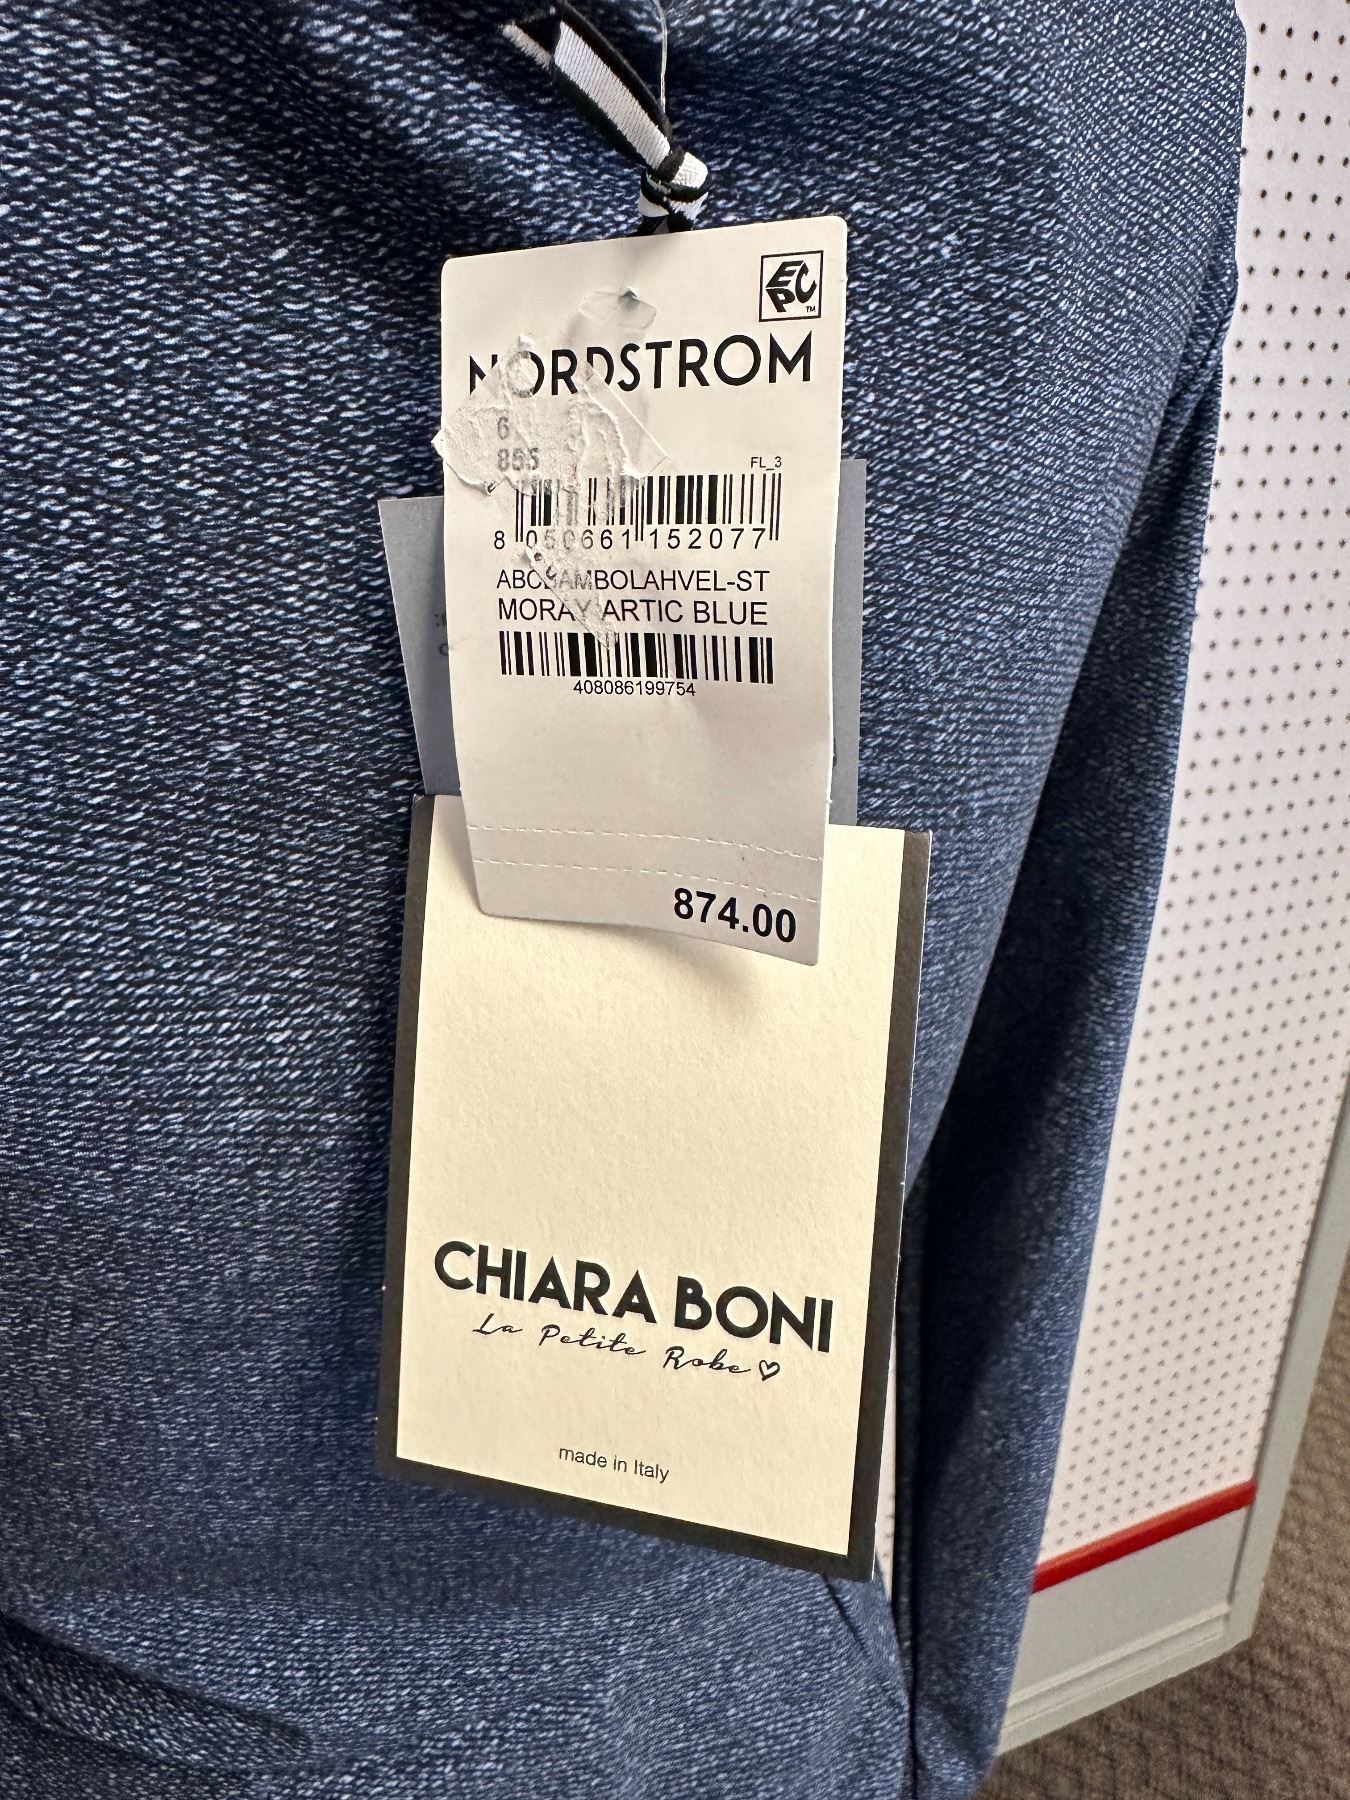 EPC™
NORDSTROM
6
855
FL_3
8 050661 152077
MORAY ARTIC BLUE
408086199754
874.00
CHIARA BONI
La Petite Robe ♡
made in Italy